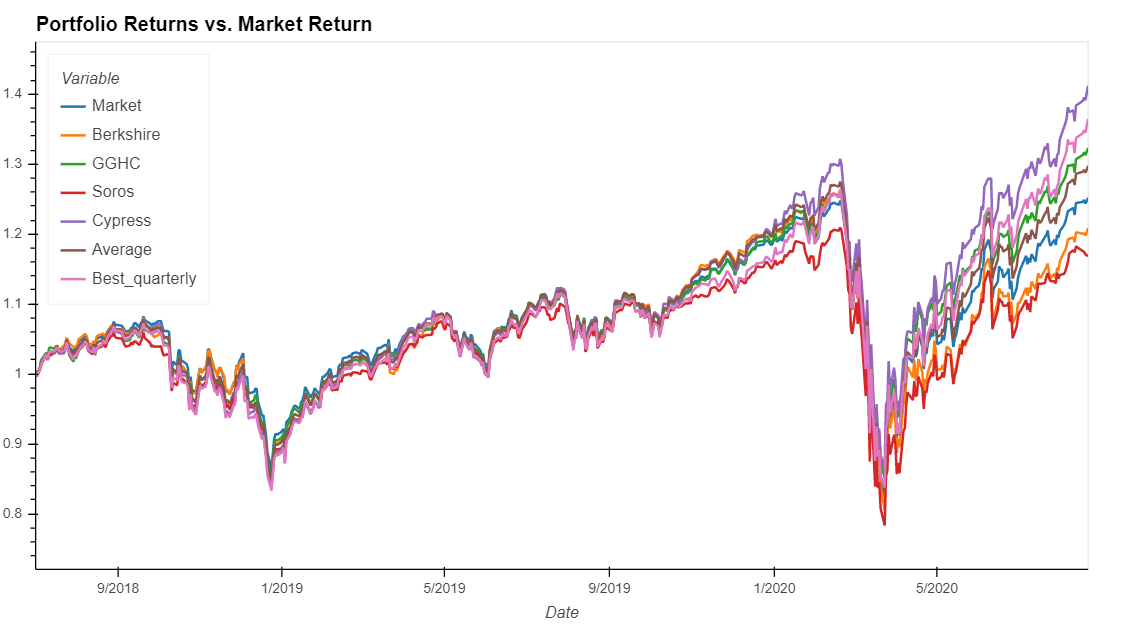 Portfolio Returns vs. Market Return
Variable
Market
Berkshire
GGHC
Soros
Cypress
Average
Best_quarterly
1.4
1.3
1.2
1.1
1
0.9
0.8
9/2018 1/2019 5/2019 9/2019 1/2020 5/2020
Date